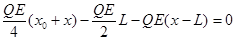 QE/4 (x₀ + x) − QE/2 L − QE(x − L) = 0